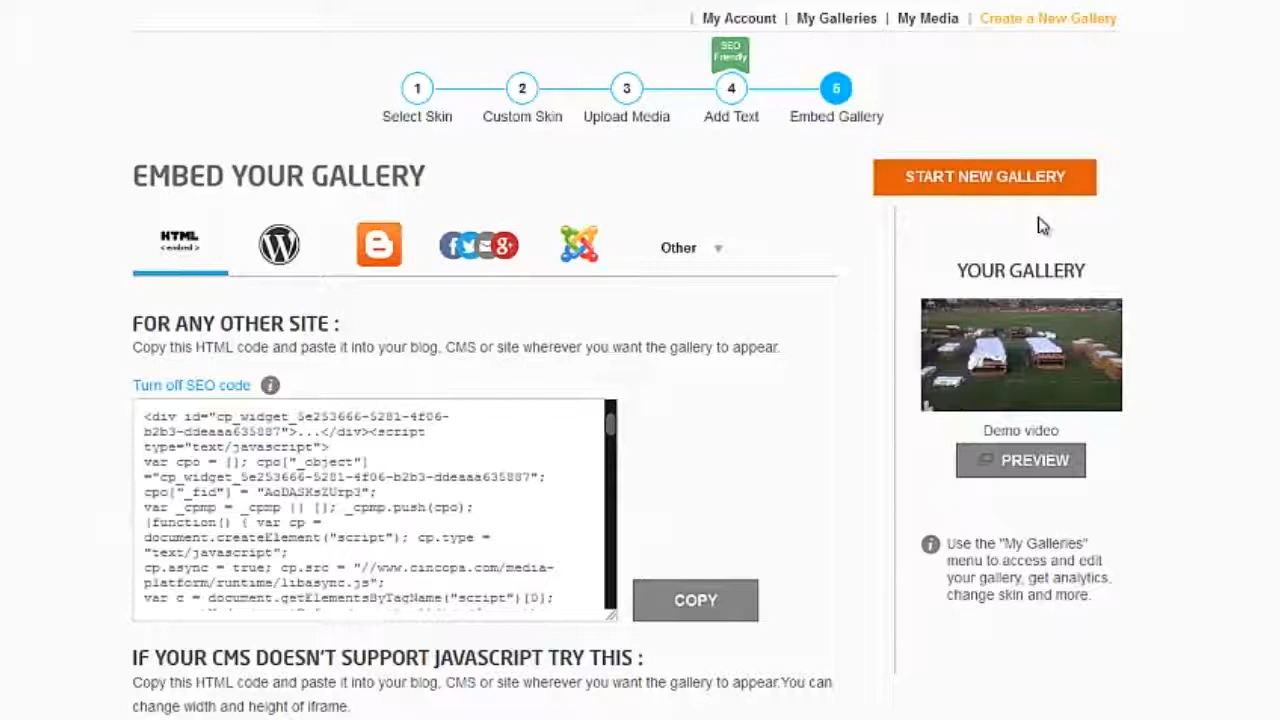 | My Account | My Galleries | My Media | Create a New Gallery
SEO
Friendly
1 2 3 4 5
Select Skin Custom Skin Upload Media Add Text Embed Gallery
EMBED YOUR GALLERY
START NEW GALLERY
HTML
<embed>
Other
YOUR GALLERY
FOR ANY OTHER SITE :
Copy this HTML code and paste it into your blog, CMS or site wherever you want the gallery to appear.
Turn off SEO code
<div id="cp_widget_5e253666-5281-4f06-
b2b3-ddeaaa635887">...</div><script
type="text/javascript">
var cpo = []; cpo["_object"]
="cp_widget_5e253666-5281-4f06-b2b3-ddeaaa635887";
cpo["_fid"] = "AoDASKsZUrp3";
var _cpmp = _cpmp || []; _cpmp.push(cpo);
(function() { var cp =
document.createElement("script"); cp.type =
"text/javascript";
cp.async = true; cp.src = "//www.cincopa.com/media-
platform/runtime/libasync.js";
var c = document.getElementsByTagName("script")[0];
COPY
Demo video
PREVIEW
Use the "My Galleries"
menu to access and edit
your gallery, get analytics,
change skin and more.
IF YOUR CMS DOESN'T SUPPORT JAVASCRIPT TRY THIS :
Copy this HTML code and paste it into your blog, CMS or site wherever you want the gallery to appear.You can
change width and height of iframe.